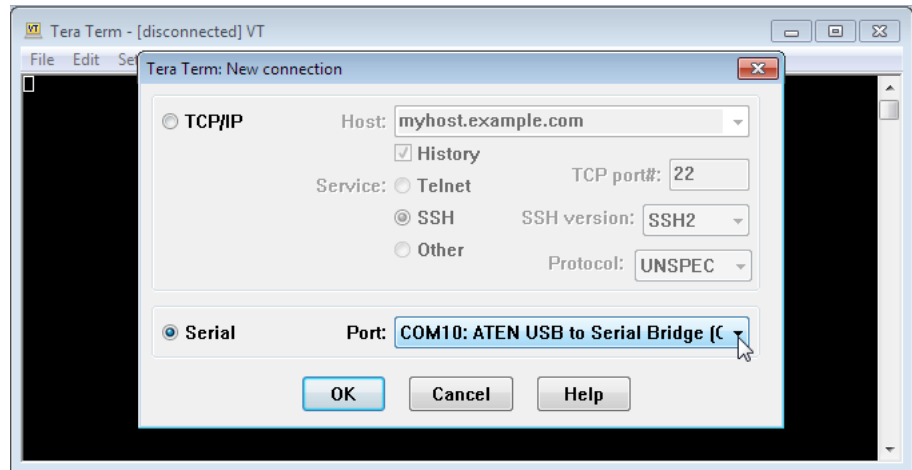 VT Tera Term - [disconnected] VT
File Edit Set
Tera Term: New connection
TCP/IP Host: myhost.example.com
History
Service: Telnet TCP port#: 22
SSH SSH version: SSH2
Other Protocol: UNSPEC
Serial Port: COM10: ATEN USB to Serial Bridge (C
OK Cancel Help